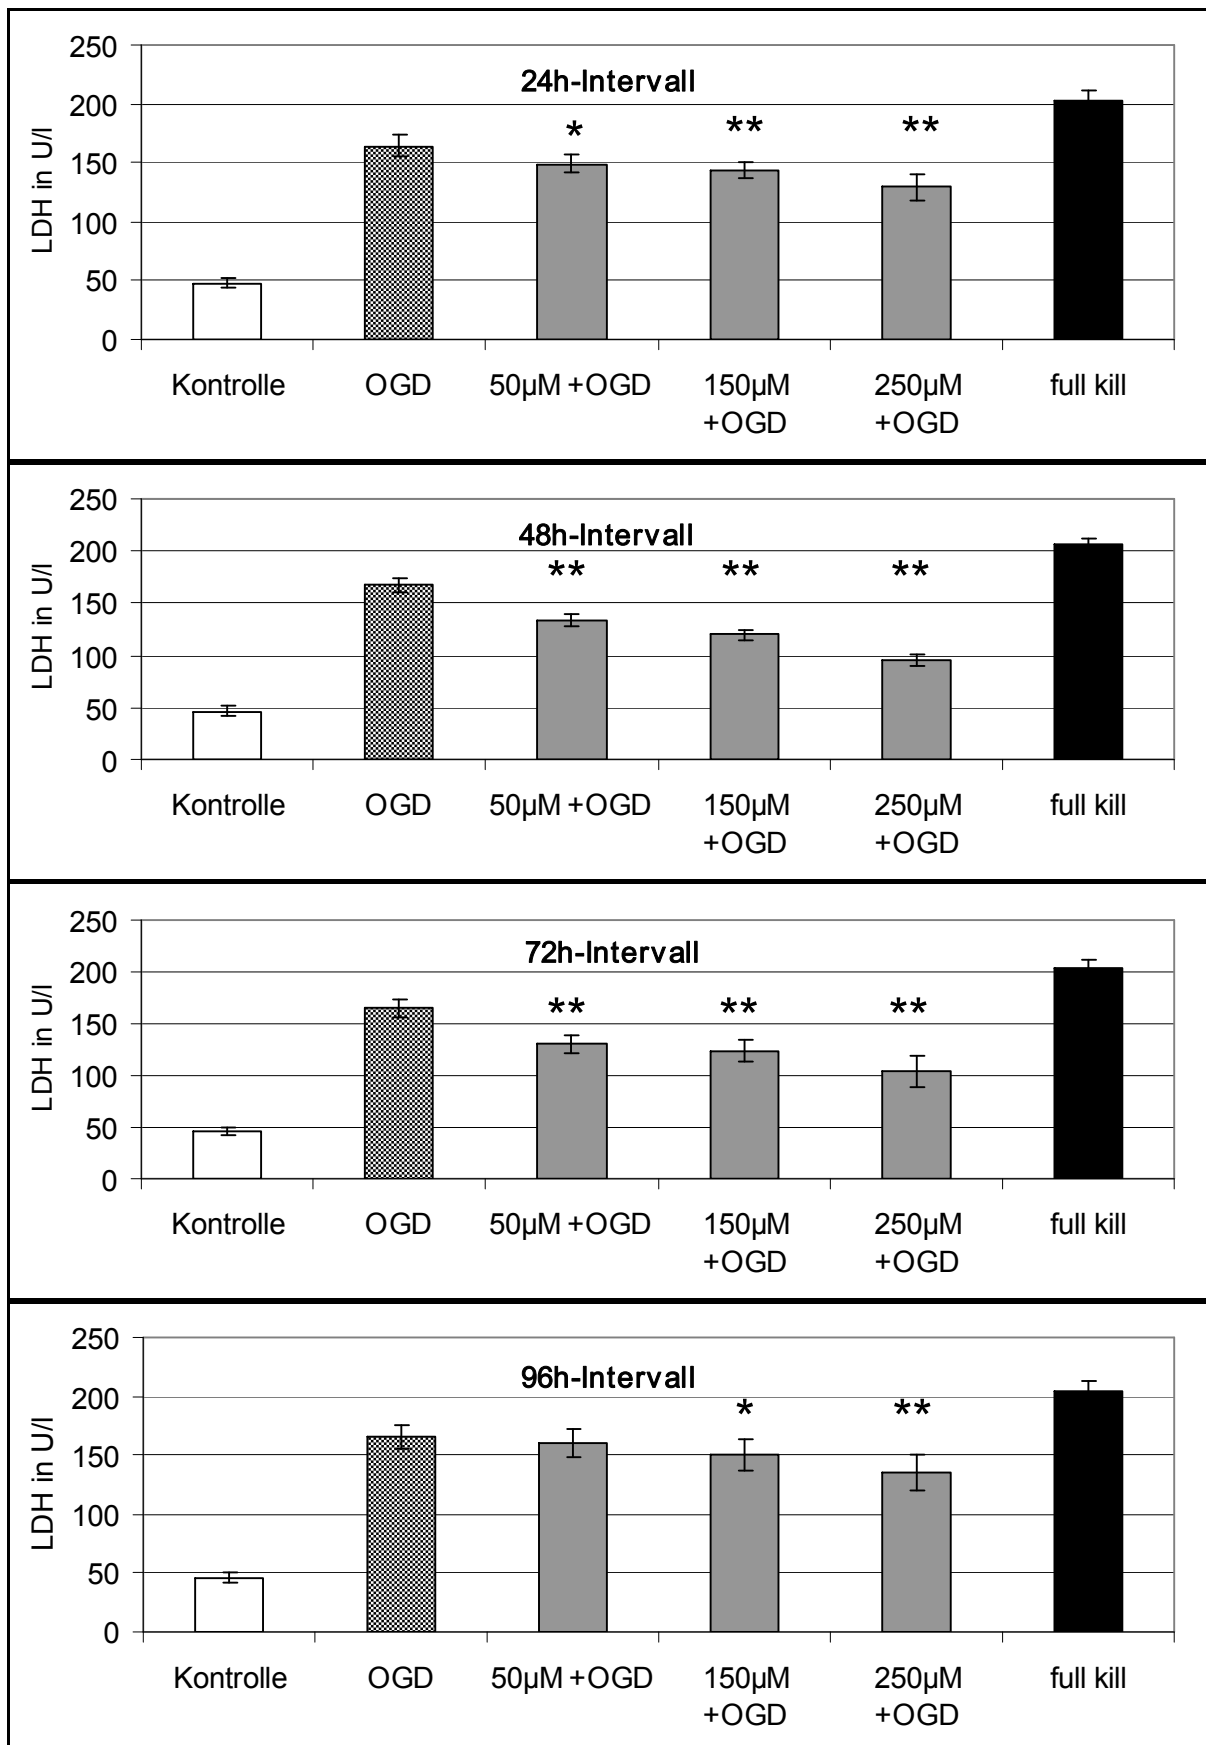 24h-Intervall
LDH in U/l
250
200
150
100
50
0
* ** **
Kontrolle OGD 50µM +OGD 150µM +OGD 250µM +OGD full kill
48h-Intervall
LDH in U/l
250
200
150
100
50
0
** ** **
Kontrolle OGD 50µM +OGD 150µM +OGD 250µM +OGD full kill
72h-Intervall
LDH in U/l
250
200
150
100
50
0
** ** **
Kontrolle OGD 50µM +OGD 150µM +OGD 250µM +OGD full kill
96h-Intervall
LDH in U/l
250
200
150
100
50
0
* **
Kontrolle OGD 50µM +OGD 150µM +OGD 250µM +OGD full kill